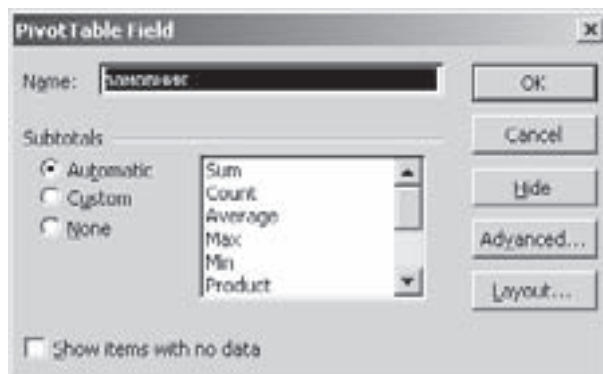 PivotTable Field
Name: Замовник
OK
Subtotals
Cancel
Automatic
Custom
None
Sum
Count
Average
Max
Min
Product
Hide
Advanced...
Layout...
Show items with no data